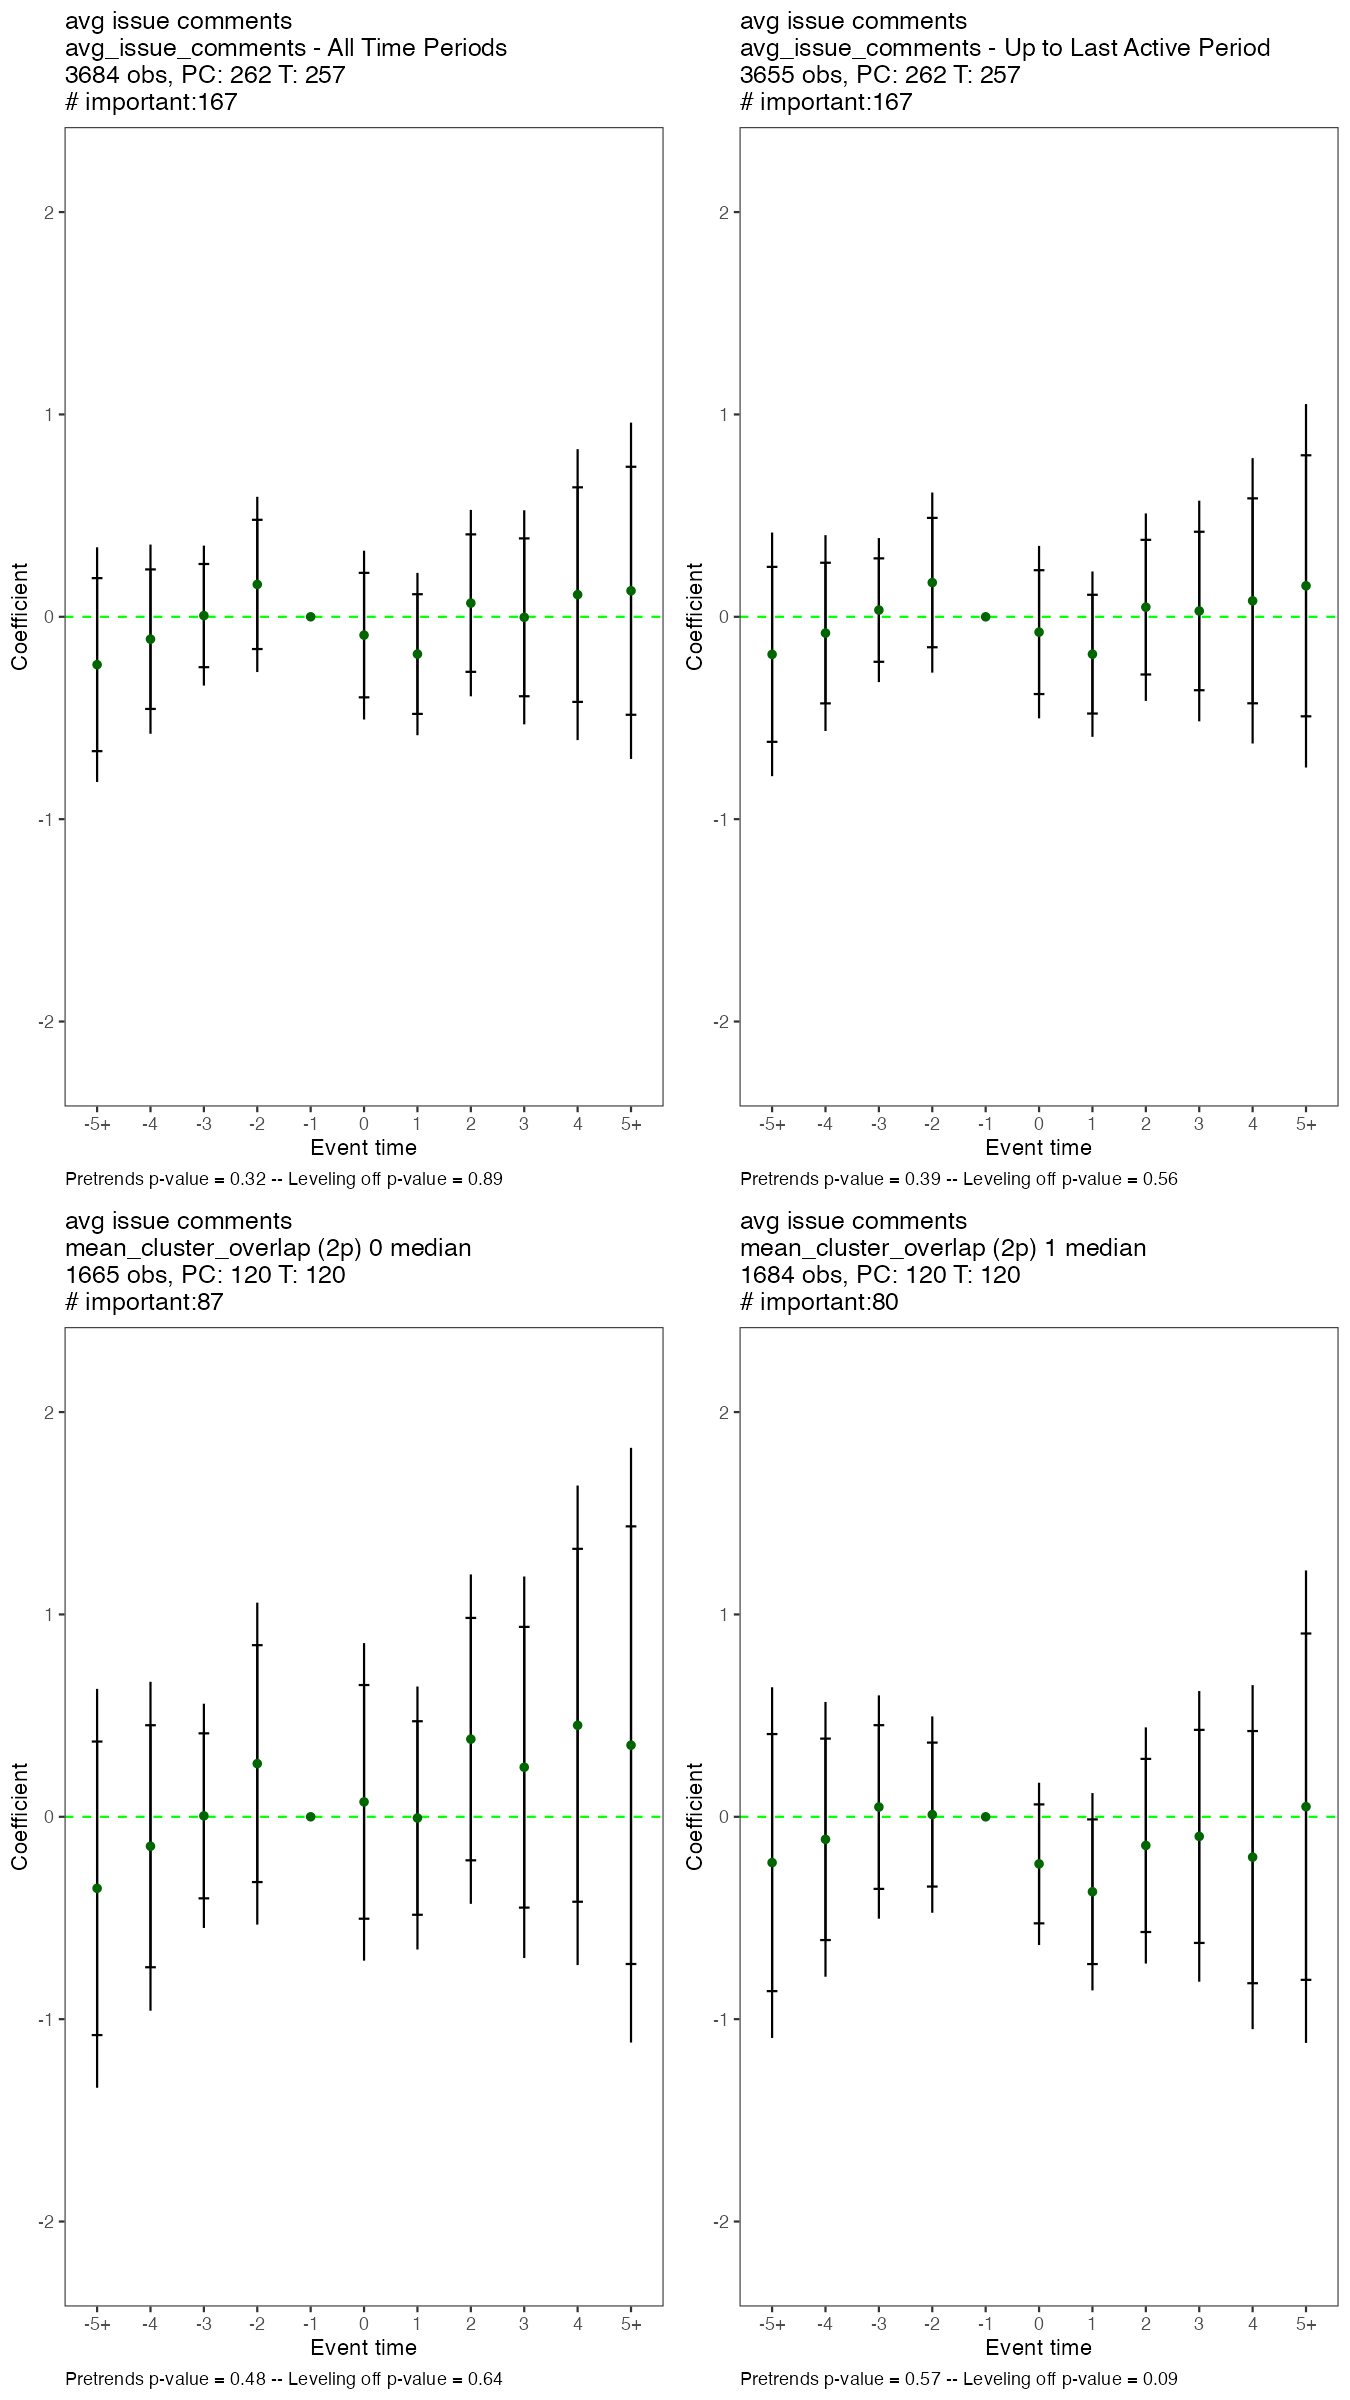 avg issue comments
avg_issue_comments - All Time Periods
3684 obs, PC: 262 T: 257
# important:167
2
1
0
-1
-2
Coefficient
-5+ -4 -3 -2 -1 0 1 2 3 4 5+
Event time
Pretrends p-value = 0.32 -- Leveling off p-value = 0.89
avg issue comments
avg_issue_comments - Up to Last Active Period
3655 obs, PC: 262 T: 257
# important:167
2
1
0
-1
-2
Coefficient
-5+ -4 -3 -2 -1 0 1 2 3 4 5+
Event time
Pretrends p-value = 0.39 -- Leveling off p-value = 0.56
avg issue comments
mean_cluster_overlap (2p) 0 median
1665 obs, PC: 120 T: 120
# important:87
2
1
0
-1
-2
Coefficient
-5+ -4 -3 -2 -1 0 1 2 3 4 5+
Event time
Pretrends p-value = 0.48 -- Leveling off p-value = 0.64
avg issue comments
mean_cluster_overlap (2p) 1 median
1684 obs, PC: 120 T: 120
# important:80
2
1
0
-1
-2
Coefficient
-5+ -4 -3 -2 -1 0 1 2 3 4 5+
Event time
Pretrends p-value = 0.57 -- Leveling off p-value = 0.09